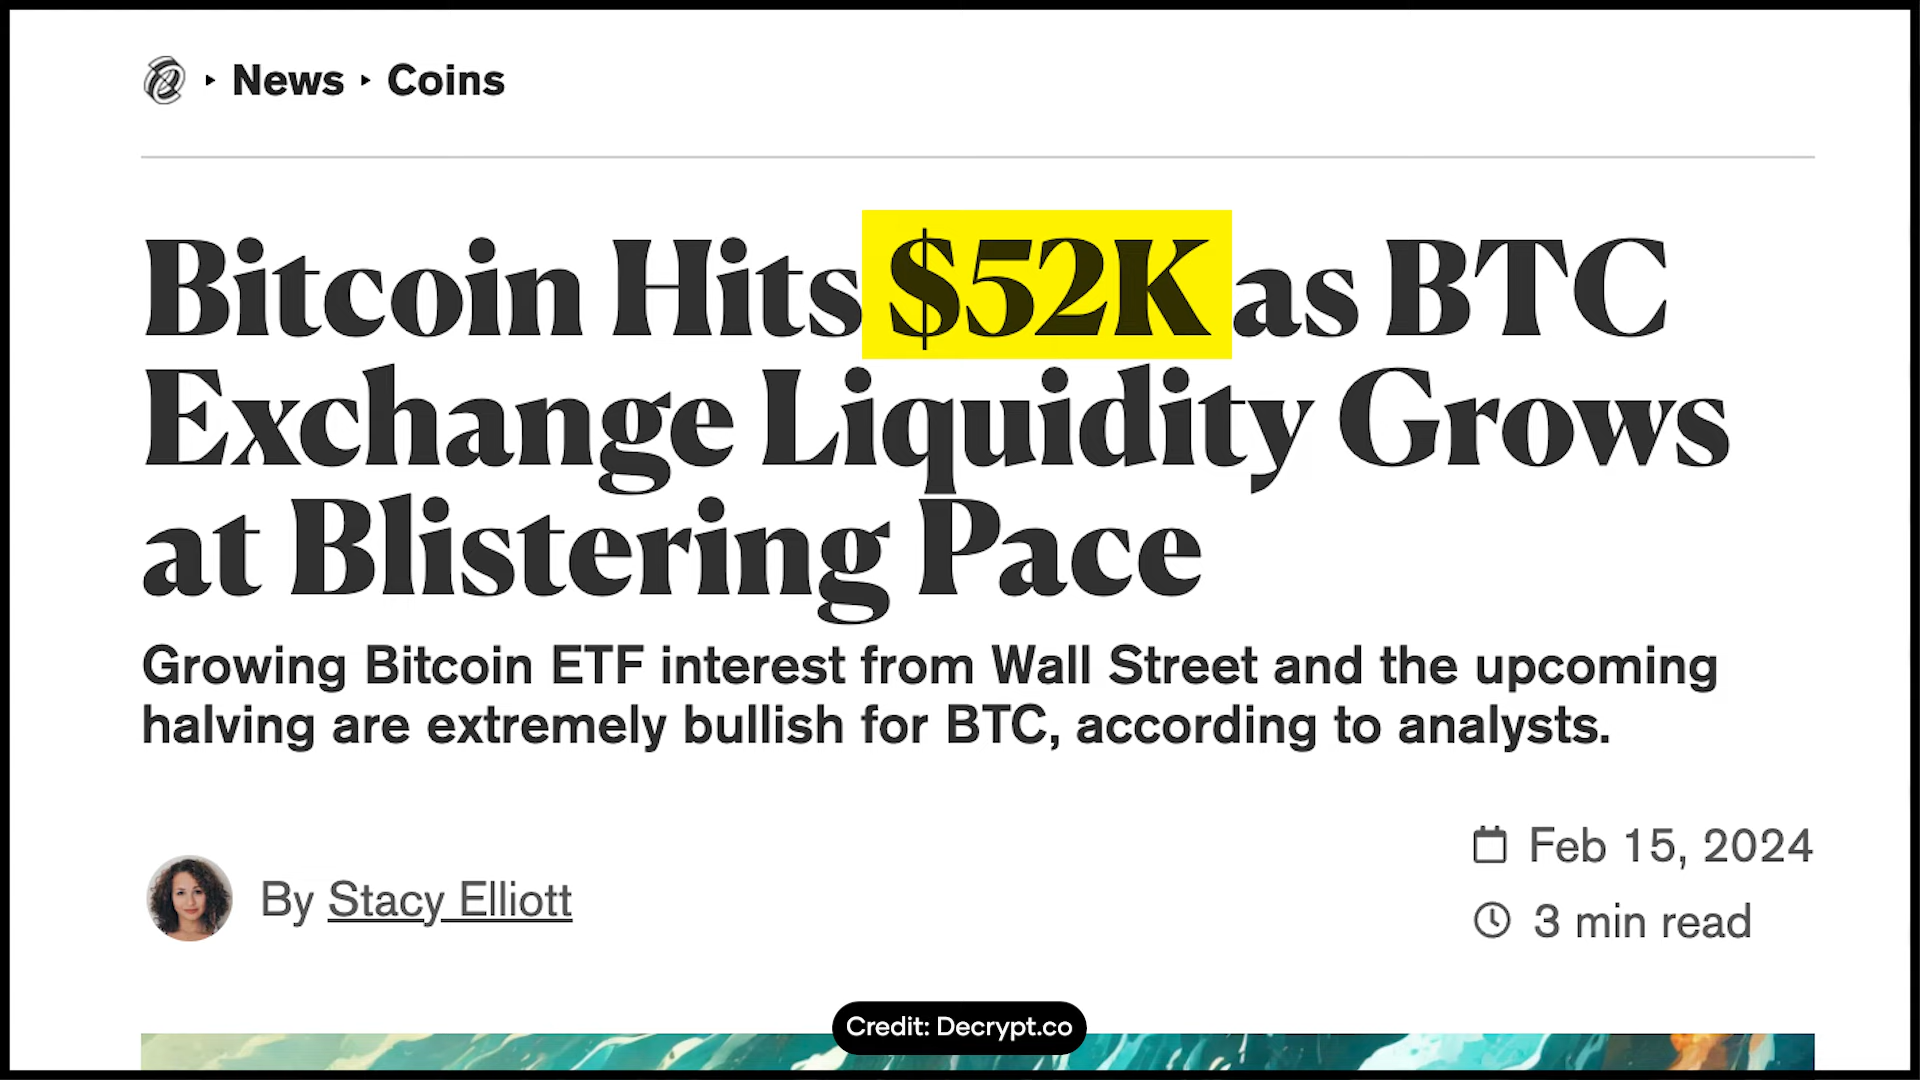 News Coins
Bitcoin Hits $52K as BTC
Exchange Liquidity Grows
at Blistering Pace
Growing Bitcoin ETF interest from Wall Street and the upcoming
halving are extremely bullish for BTC, according to analysts.
By Stacy Elliott
Feb 15, 2024
3 min read
Credit: Decrypt.co